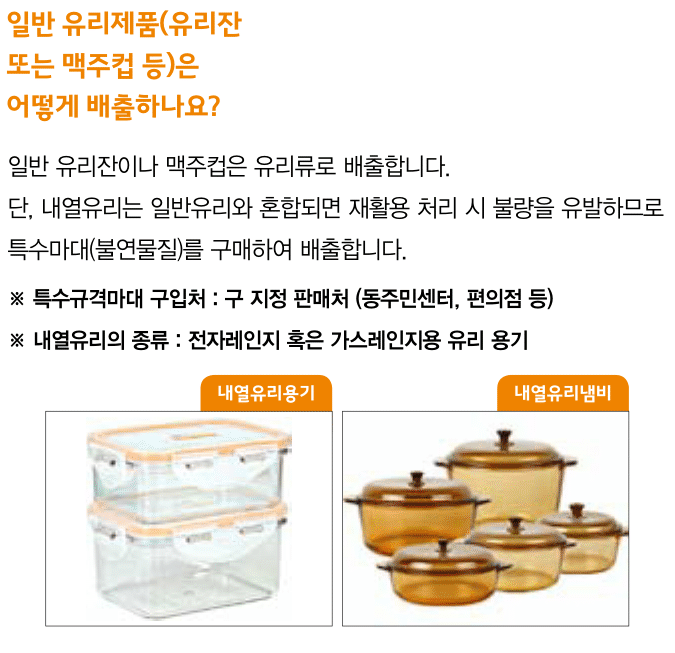 일반 유리제품(유리잔
또는 맥주컵 등)은
어떻게 배출하나요?
일반 유리잔이나 맥주컵은 유리류로 배출합니다.
단, 내열유리는 일반유리와 혼합되면 재활용 처리 시 불량을 유발하므로
특수마대(불연물질)를 구매하여 배출합니다.
※ 특수규격마대 구입처 : 구 지정 판매처 (동주민센터, 편의점 등)
※ 내열유리의 종류 : 전자레인지 혹은 가스레인지용 유리 용기
내열유리용기
내열유리냄비